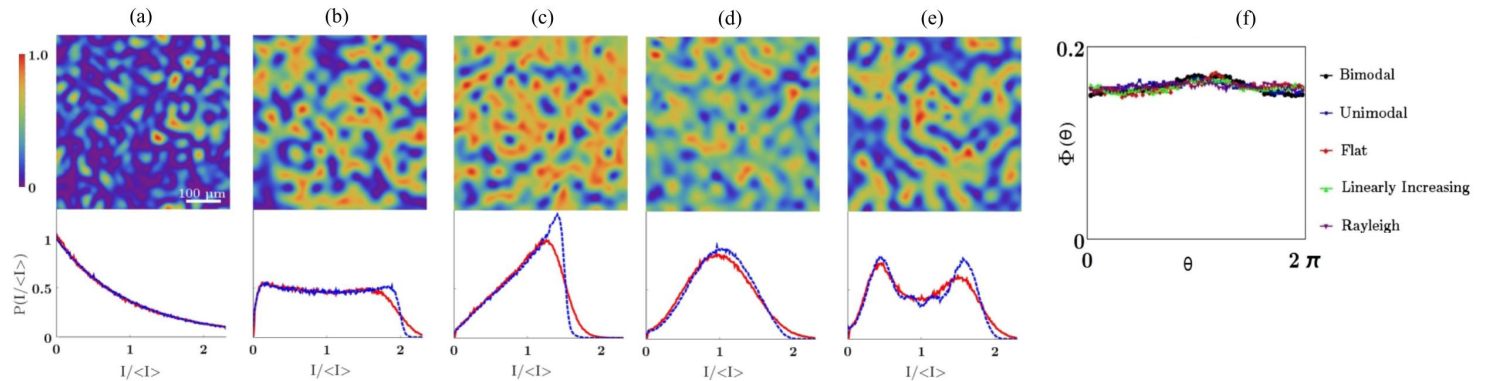 (a) (b) (c) (d) (e) (f)
1.0
0
100 μm
P(I/<I>)
1
0.5
0
0 1 2
0 1 2
0 1 2
0 1 2
0 1 2
I/<I> I/<I> I/<I> I/<I> I/<I>
0.2
Φ(θ)
0
0 θ 2 π
Bimodal
Unimodal
Flat
Linearly Increasing
Rayleigh